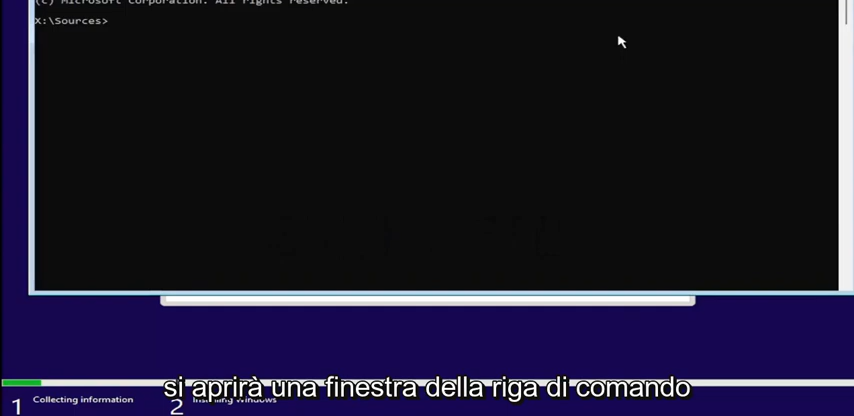 (c) Microsoft Corporation. All rights reserved.
X:\Sources>
si aprirà una finestra della riga di comando
1 Collecting information
2 Installing Windows